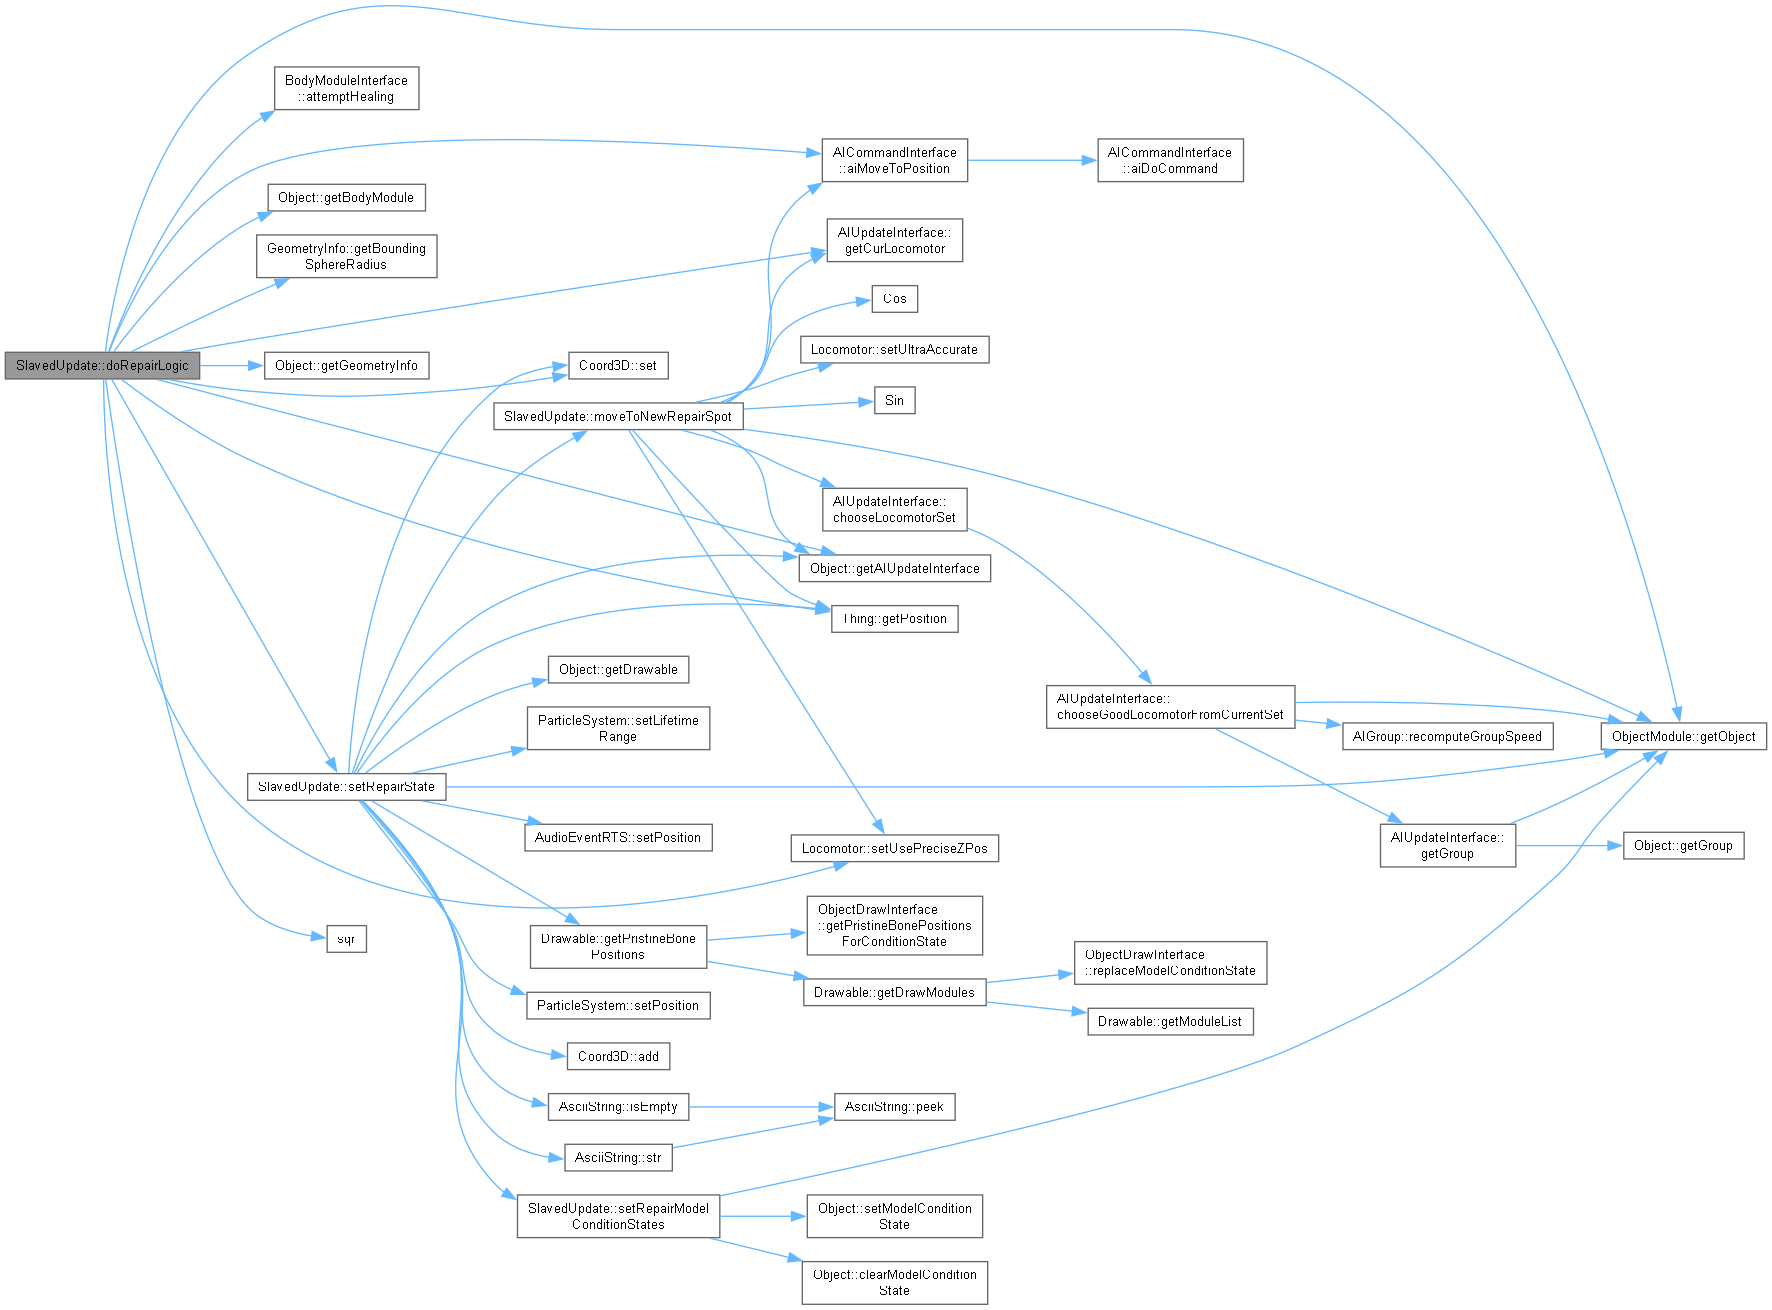 BodyModuleInterface
::attemptHealing
AICommandInterface
::aiMoveToPosition
AICommandInterface
::aiDoCommand
Object::getBodyModule
AIUpdateInterface::
getCurLocomotor
GeometryInfo::getBounding
SphereRadius
Cos
Locomotor::setUltraAccurate
SlavedUpdate::doRepairLogic
Object::getGeometryInfo
Coord3D::set
Sin
SlavedUpdate::moveToNewRepairSpot
AIUpdateInterface::
chooseLocomotorSet
Object::getAIUpdateInterface
Thing::getPosition
Object::getDrawable
AIUpdateInterface::
chooseGoodLocomotorFromCurrentSet
ParticleSystem::setLifetime
Range
AIGroup::recomputeGroupSpeed
ObjectModule::getObject
SlavedUpdate::setRepairState
AudioEventRTS::setPosition
Locomotor::setUsePreciseZPos
AIUpdateInterface::
getGroup
Object::getGroup
sqr
Drawable::getPristineBone
Positions
ObjectDrawInterface
::getPristineBonePositions
ForConditionState
ObjectDrawInterface
::replaceModelConditionState
Drawable::getDrawModules
ParticleSystem::setPosition
Drawable::getModuleList
Coord3D::add
AsciiString::isEmpty
AsciiString::peek
AsciiString::str
SlavedUpdate::setRepairModel
ConditionStates
Object::setModelCondition
State
Object::clearModelCondition
State